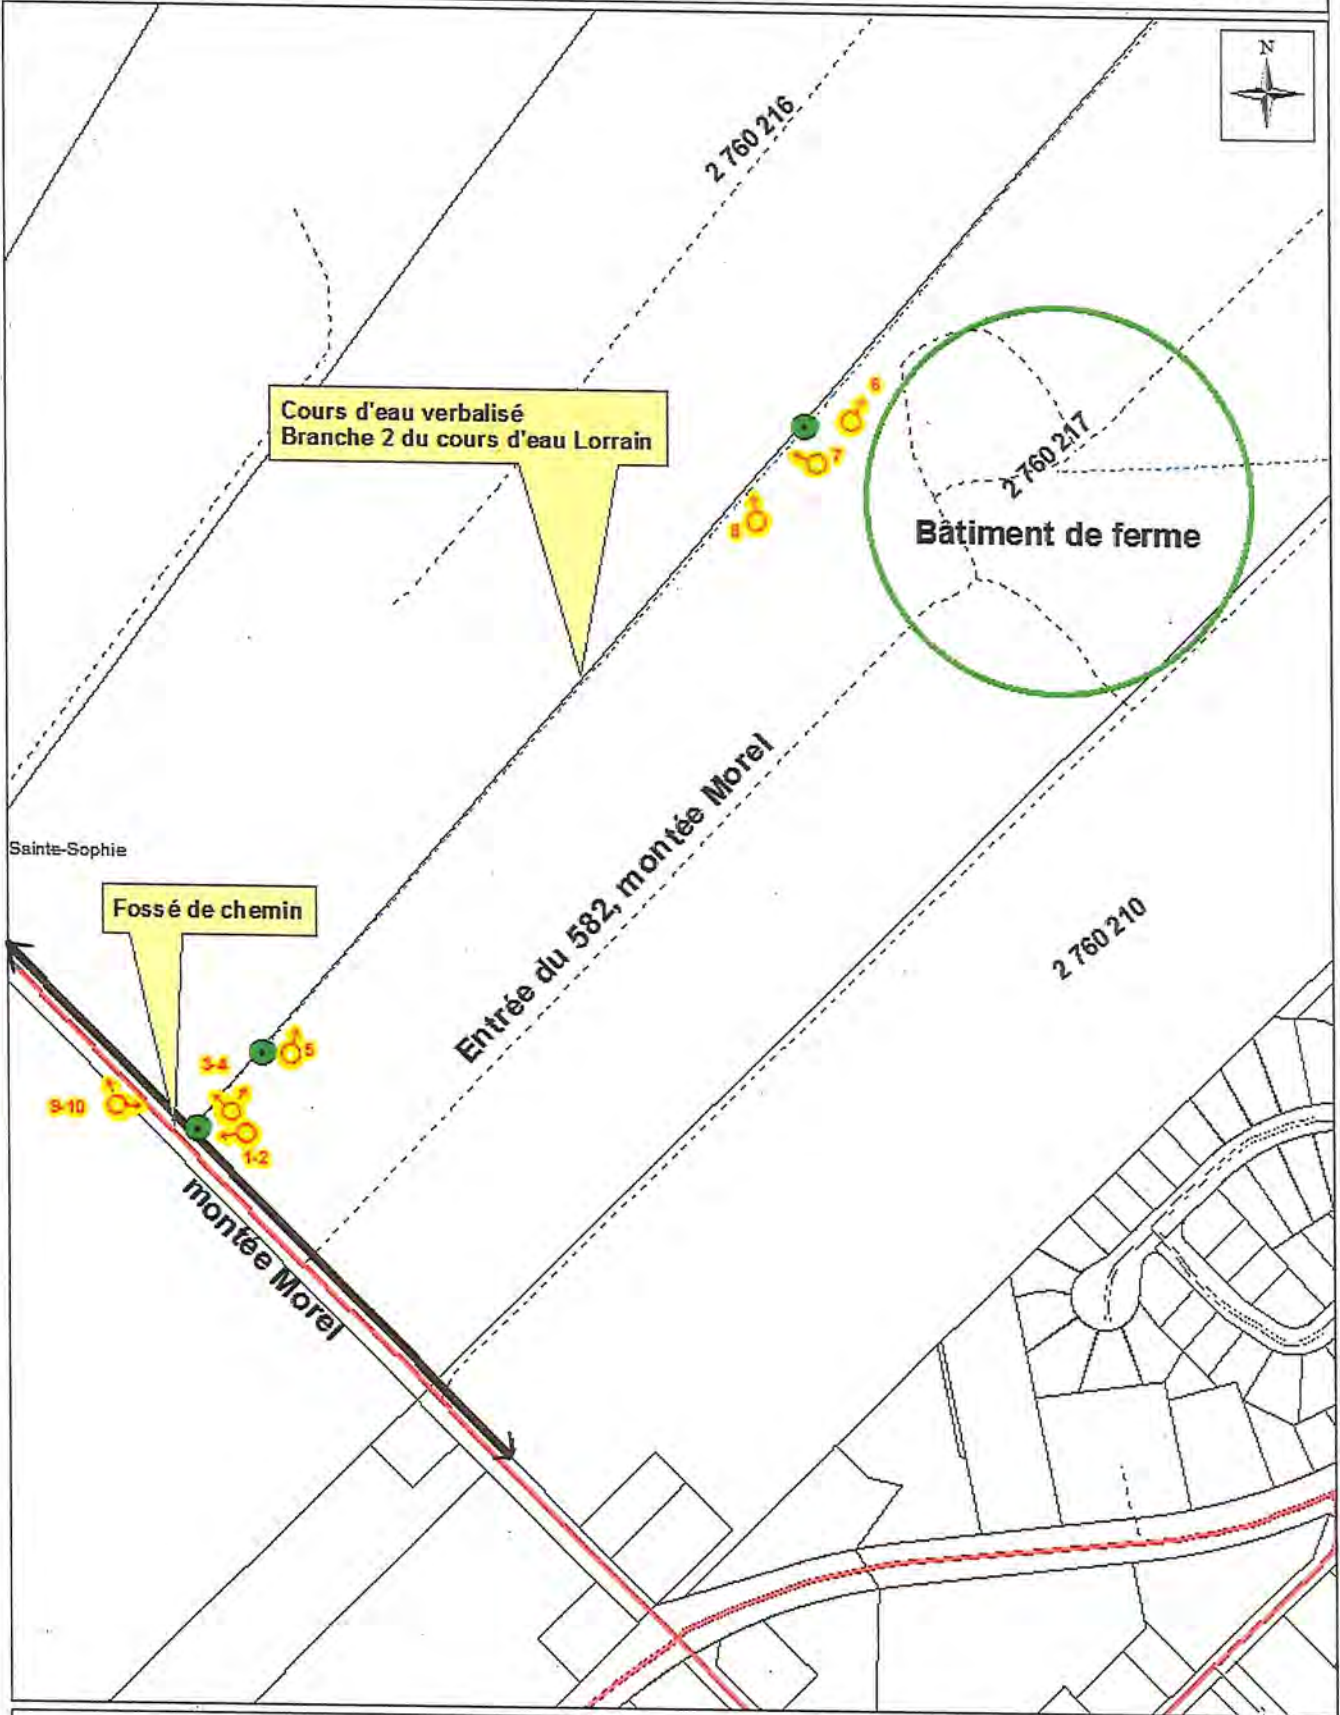 N
2 760 216
6
Cours d'eau verbalisé
Branche 2 du cours d'eau Lorrain
7
2 760 217
8
Bâtiment de ferme
Entrée du 582, montée Morel
Sainte-Sophie
Fossé de chemin
2 760 210
3-4
5
9-10
1-2
montée Morel